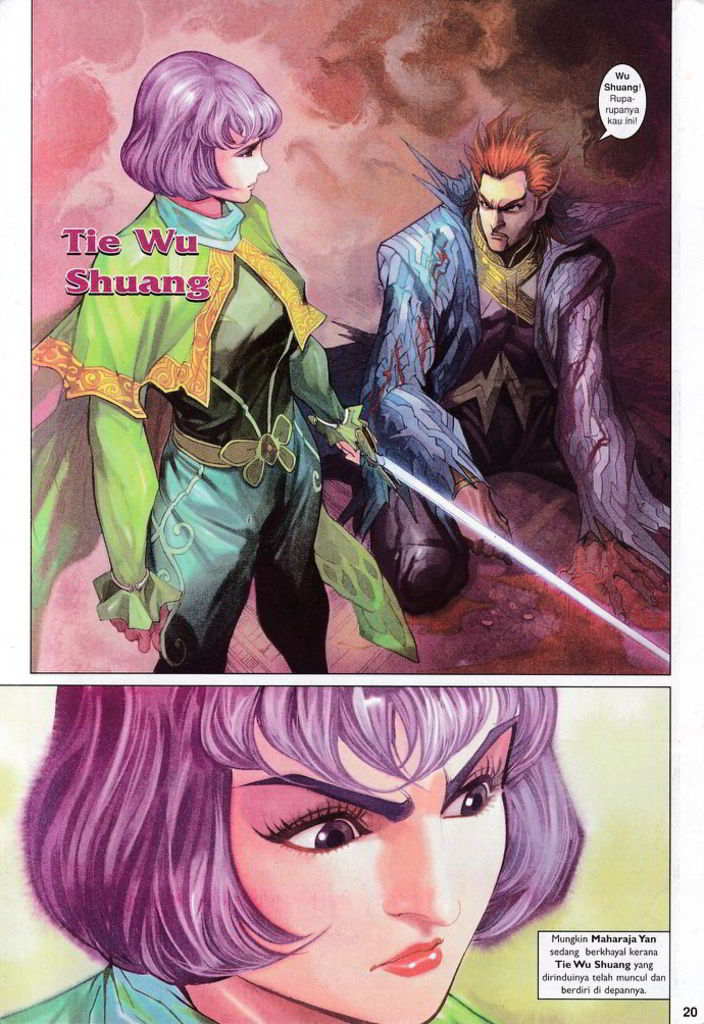 Wu
Shuang!
Rupa-
rupanya
kau ini!
Tie Wu
Shuang
Mungkin Maharaja Yan
sedang berkhayal kerana
Tie Wu Shuang yang
dirinduinya telah muncul dan
berdiri di depannya.
20